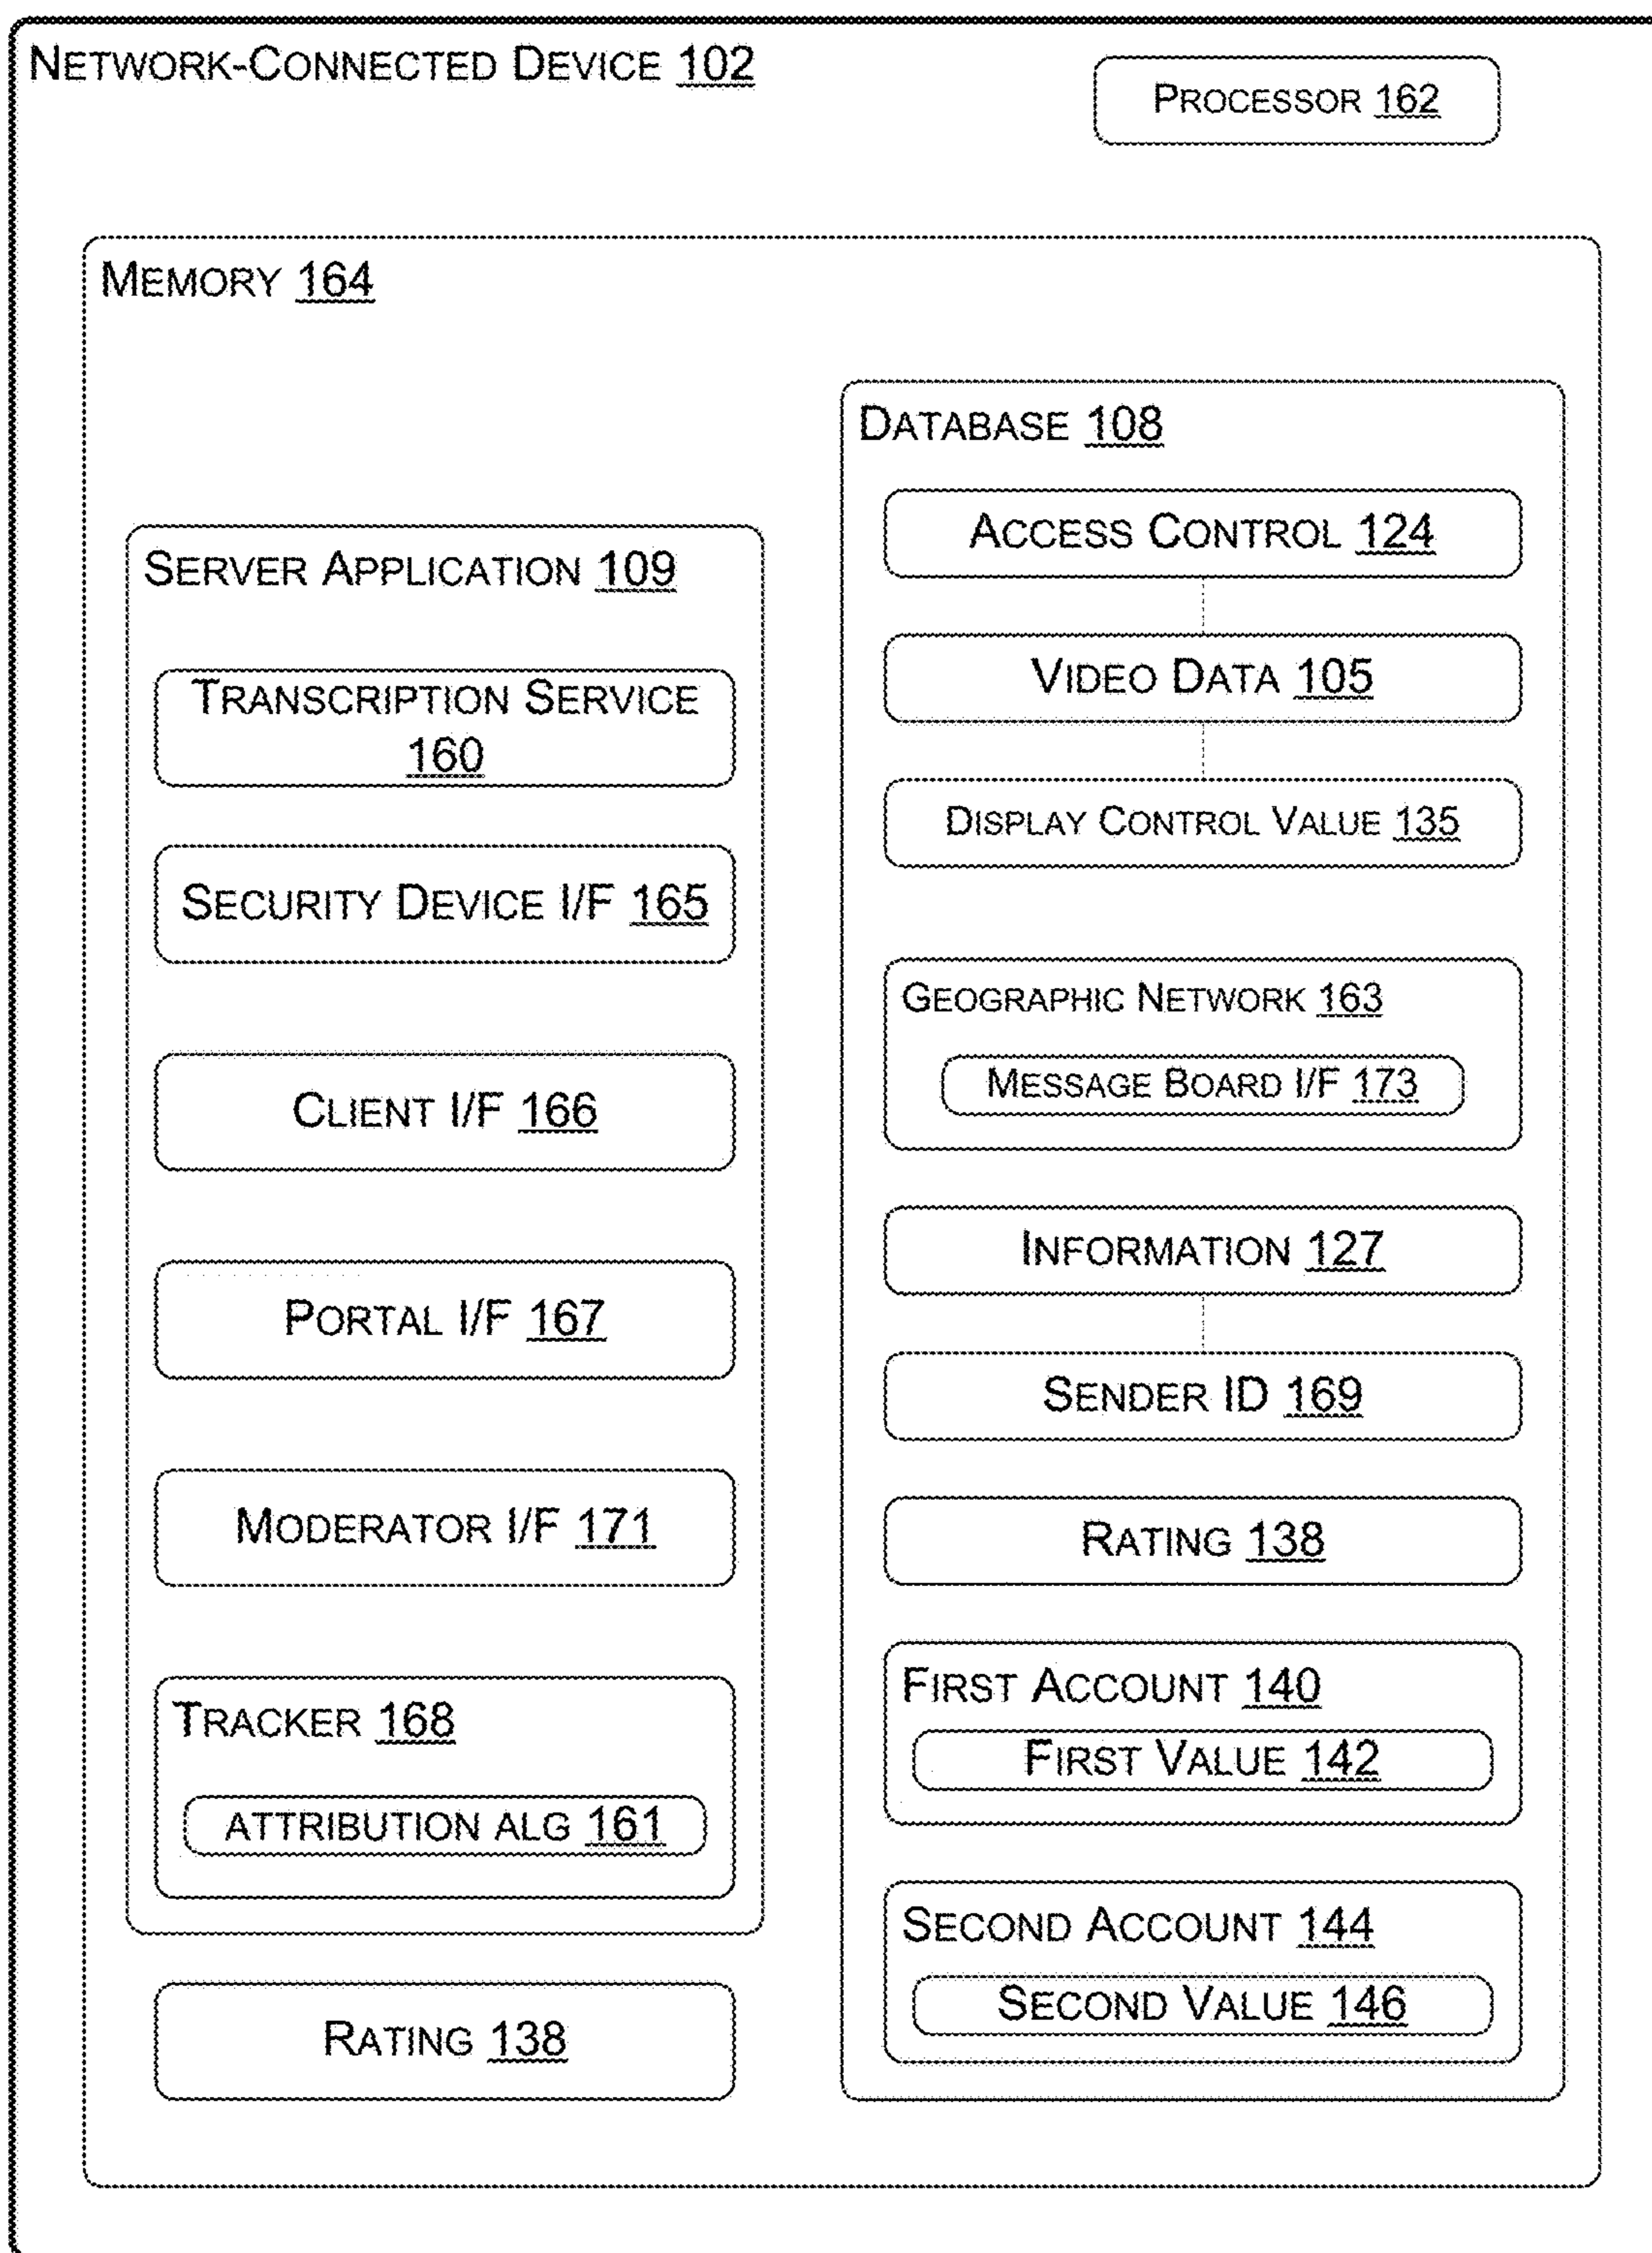 NETWORK-CONNECTED DEVICE 102
PROCESSOR 162
MEMORY 164
SERVER APPLICATION 109
TRANSCRIPTION SERVICE
160
SECURITY DEVICE I/F 165
CLIENT I/F 166
PORTAL I/F 167
MODERATOR I/F 171
TRACKER 168
ATTRIBUTION ALG 161
RATING 138
DATABASE 108
ACCESS CONTROL 124
VIDEO DATA 105
DISPLAY CONTROL VALUE 135
GEOGRAPHIC NETWORK 163
MESSAGE BOARD I/F 173
INFORMATION 127
SENDER ID 169
RATING 138
FIRST ACCOUNT 140
FIRST VALUE 142
SECOND ACCOUNT 144
SECOND VALUE 146